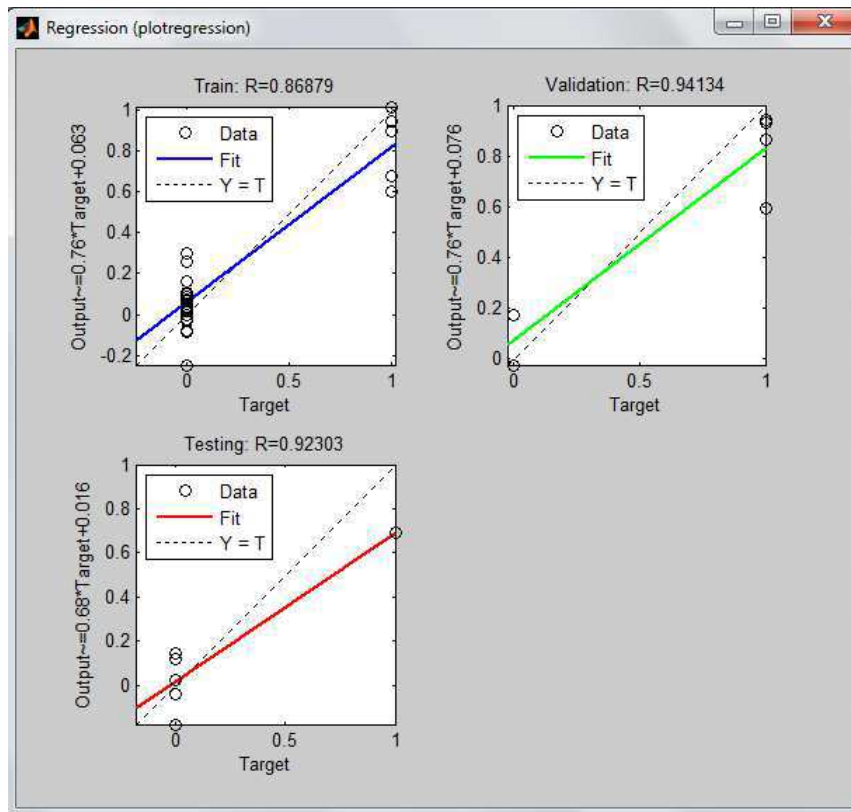 Regression (plotregression)
Train: R=0.86879
Output~=0.76*Target+0.063
1
0.8
0.6
0.4
0.2
0
-0.2
Data
Fit
Y = T
0
0.5
1
Target
Validation: R=0.94134
Output~=0.76*Target+0.076
1
0.8
0.6
0.4
0.2
0
Data
Fit
Y = T
0
0.5
1
Target
Testing: R=0.92303
Output~=0.68*Target+0.016
1
0.8
0.6
0.4
0.2
0
Data
Fit
Y = T
0
0.5
1
Target